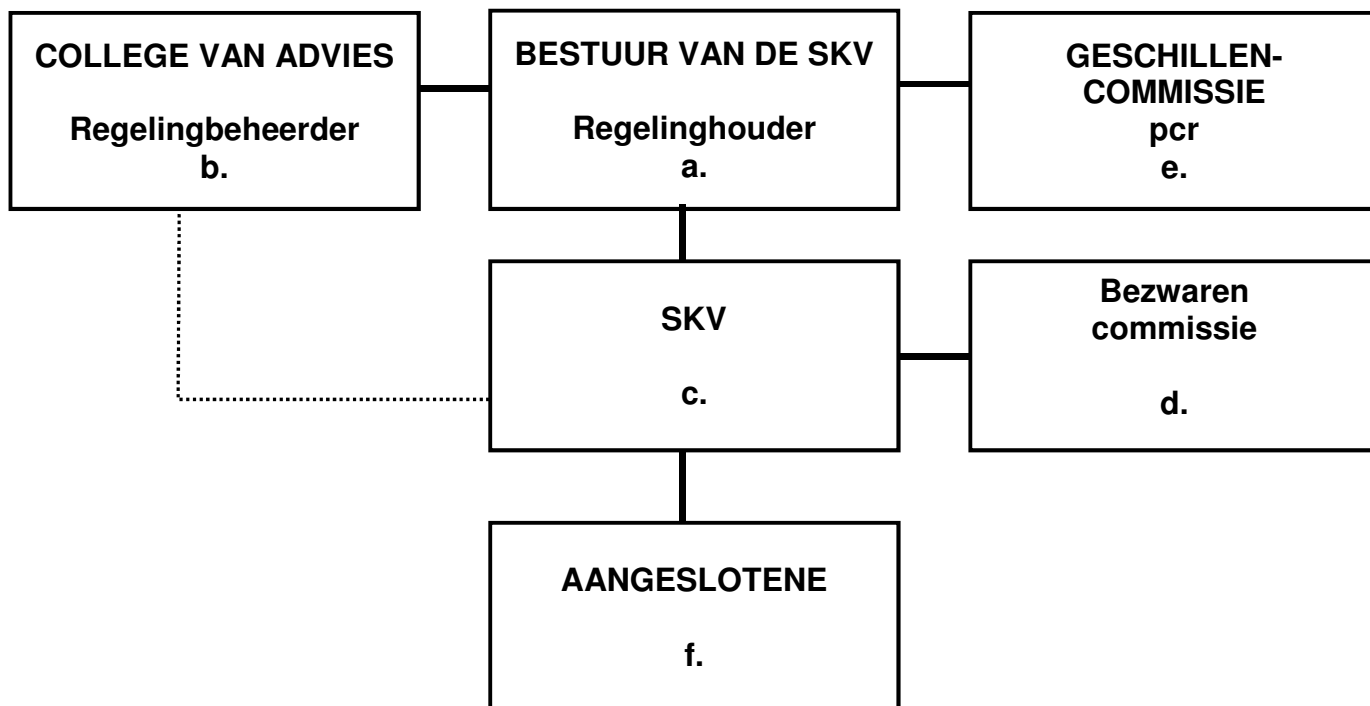 COLLEGE VAN ADVIES
Regelingbeheerder
b.
BESTUUR VAN DE SKV
Regelinghouder
a.
GESCHILLEN-
COMMISSIE
pcr
e.
SKV
c.
Bezwaren
commissie
d.
AANGESLOTENE
f.